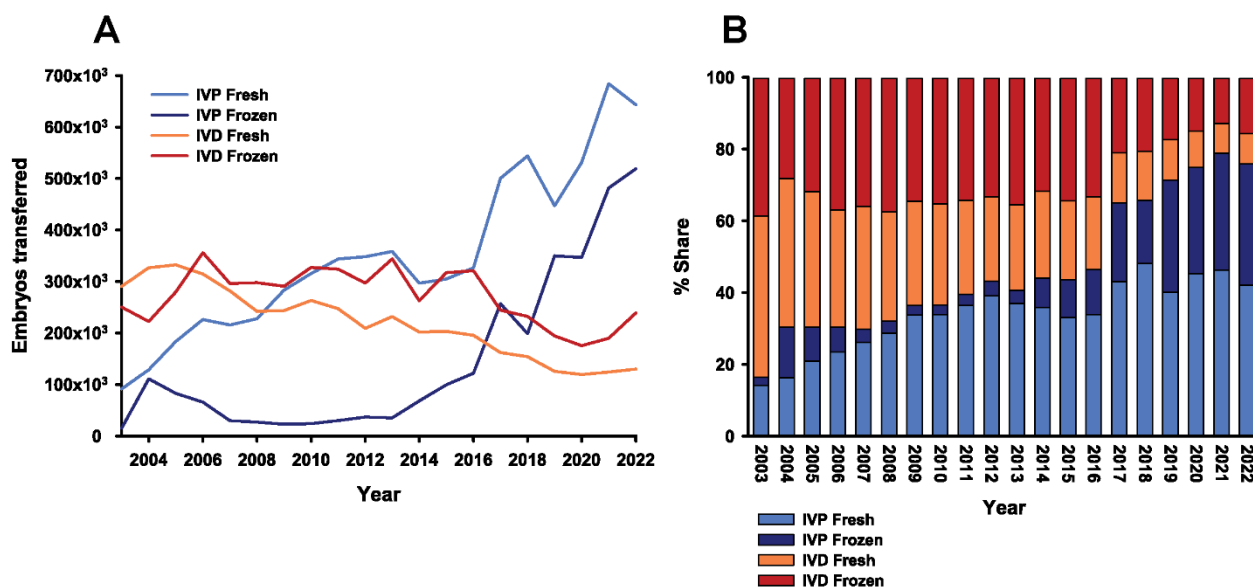 A
700x10³
600x10³
500x10³
400x10³
300x10³
200x10³
100x10³
0
Embryos transferred
IVP Fresh
IVP Frozen
IVD Fresh
IVD Frozen
2004 2006 2008 2010 2012 2014 2016 2018 2020 2022
Year
B
100
80
60
40
20
0
% Share
2003 2004 2005 2006 2007 2008 2009 2010 2011 2012 2013 2014 2015 2016 2017 2018 2019 2020 2021 2022
Year
IVP Fresh
IVP Frozen
IVD Fresh
IVD Frozen